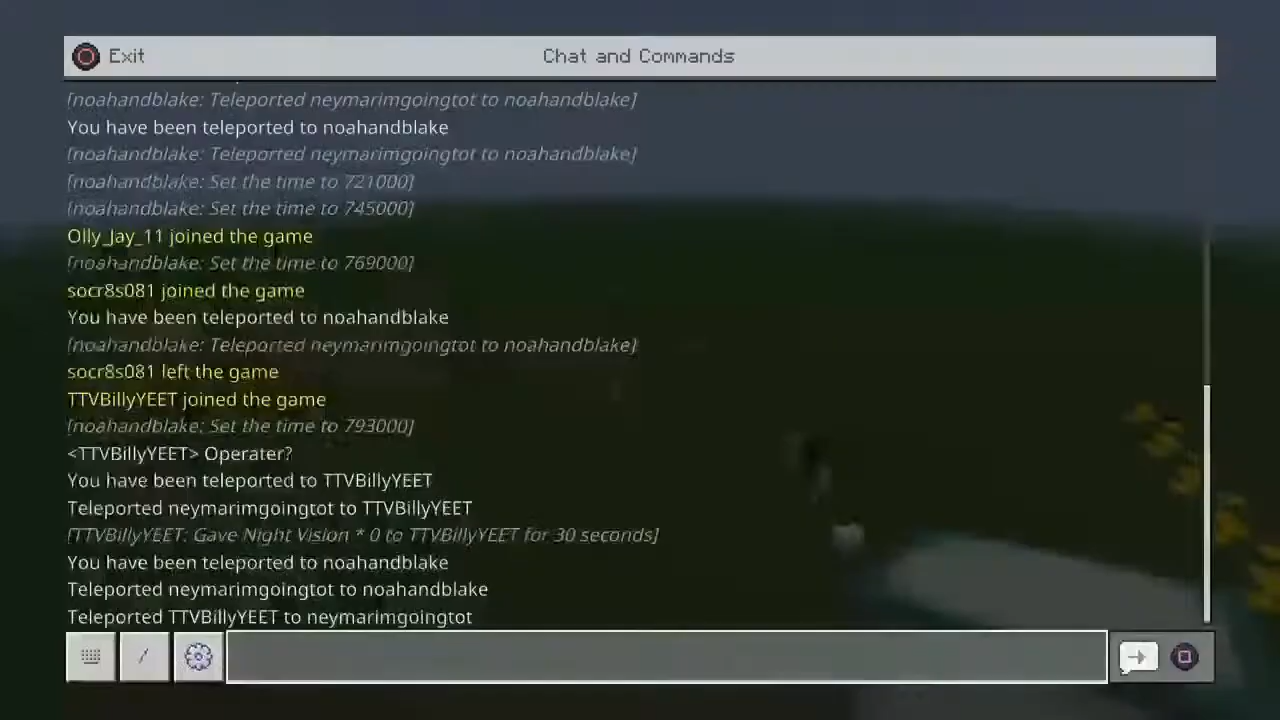 Exit
Chat and Commands
[noahandblake: Teleported neymarimgoingtot to noahandblake]
You have been teleported to noahandblake
[noahandblake: Teleported neymarimgoingtot to noahandblake]
[noahandblake: Set the time to 721000]
[noahandblake: Set the time to 745000]
Olly_Jay_11 joined the game
[noahandblake: Set the time to 769000]
socr8s081 joined the game
You have been teleported to noahandblake
[noahandblake: Teleported neymarimgoingtot to noahandblake]
socr8s081 left the game
TTVBillyYEET joined the game
[noahandblake: Set the time to 793000]
<TTVBillyYEET> Operater?
You have been teleported to TTVBillyYEET
Teleported neymarimgoingtot to TTVBillyYEET
[TTVBillyYEET: Gave Night Vision * 0 to TTVBillyYEET for 30 seconds]
You have been teleported to noahandblake
Teleported neymarimgoingtot to noahandblake
Teleported TTVBillyYEET to neymarimgoingtot
/